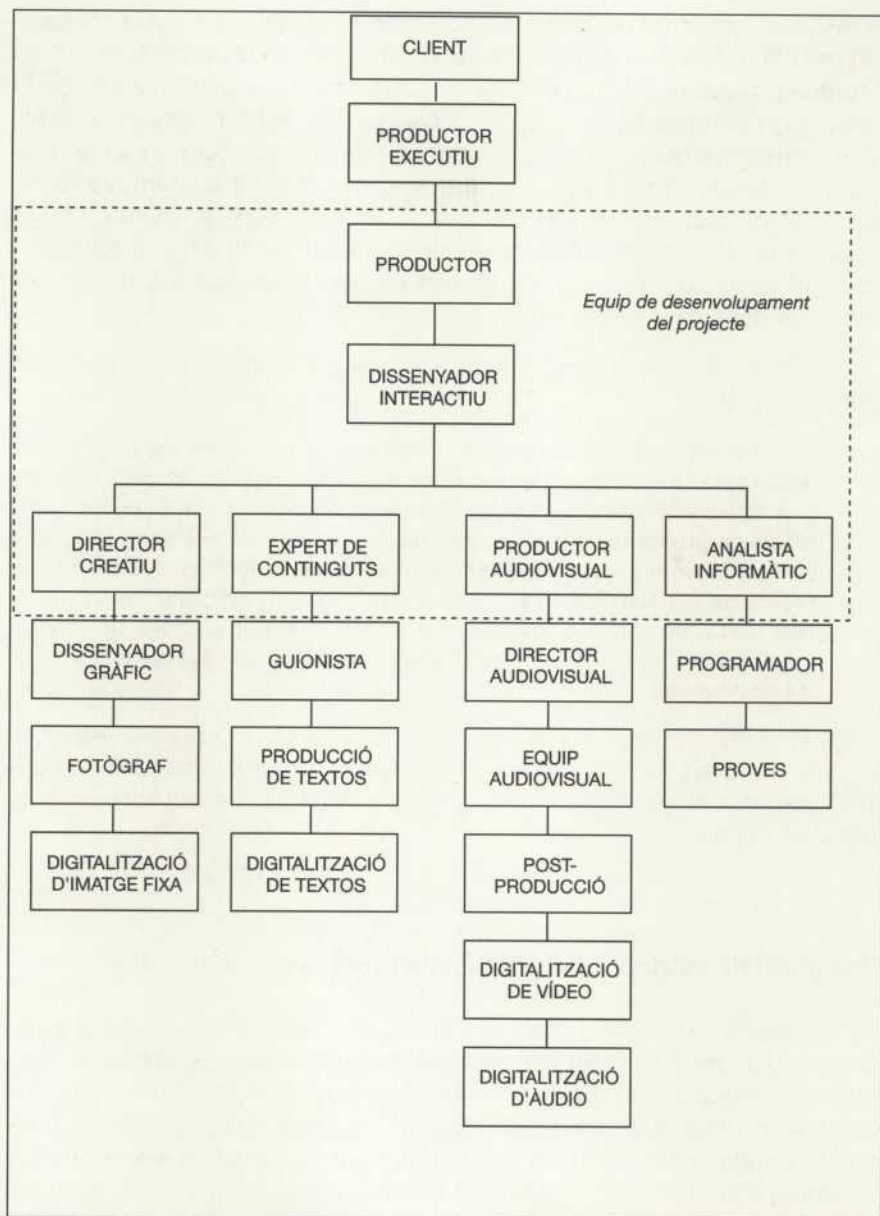 CLIENT
PRODUCTOR
EXECUTIU
PRODUCTOR
Equip de desenvolupament
del projecte
DISSENYADOR
INTERACTIU
DIRECTOR
CREATIU
EXPERT DE
CONTINGUTS
PRODUCTOR
AUDIOVISUAL
ANALISTA
INFORMÀTIC
DISSENYADOR
GRÀFIC
GUIONISTA
DIRECTOR
AUDIOVISUAL
PROGRAMADOR
FOTÒGRAF
PRODUCCIÓ
DE TEXTOS
EQUIP
AUDIOVISUAL
PROVES
DIGITALITZACIÓ
D'IMATGE FIXA
DIGITALITZACIÓ
DE TEXTOS
POST-
PRODUCCIÓ
DIGITALITZACIÓ
DE VÍDEO
DIGITALITZACIÓ
D'ÀUDIO